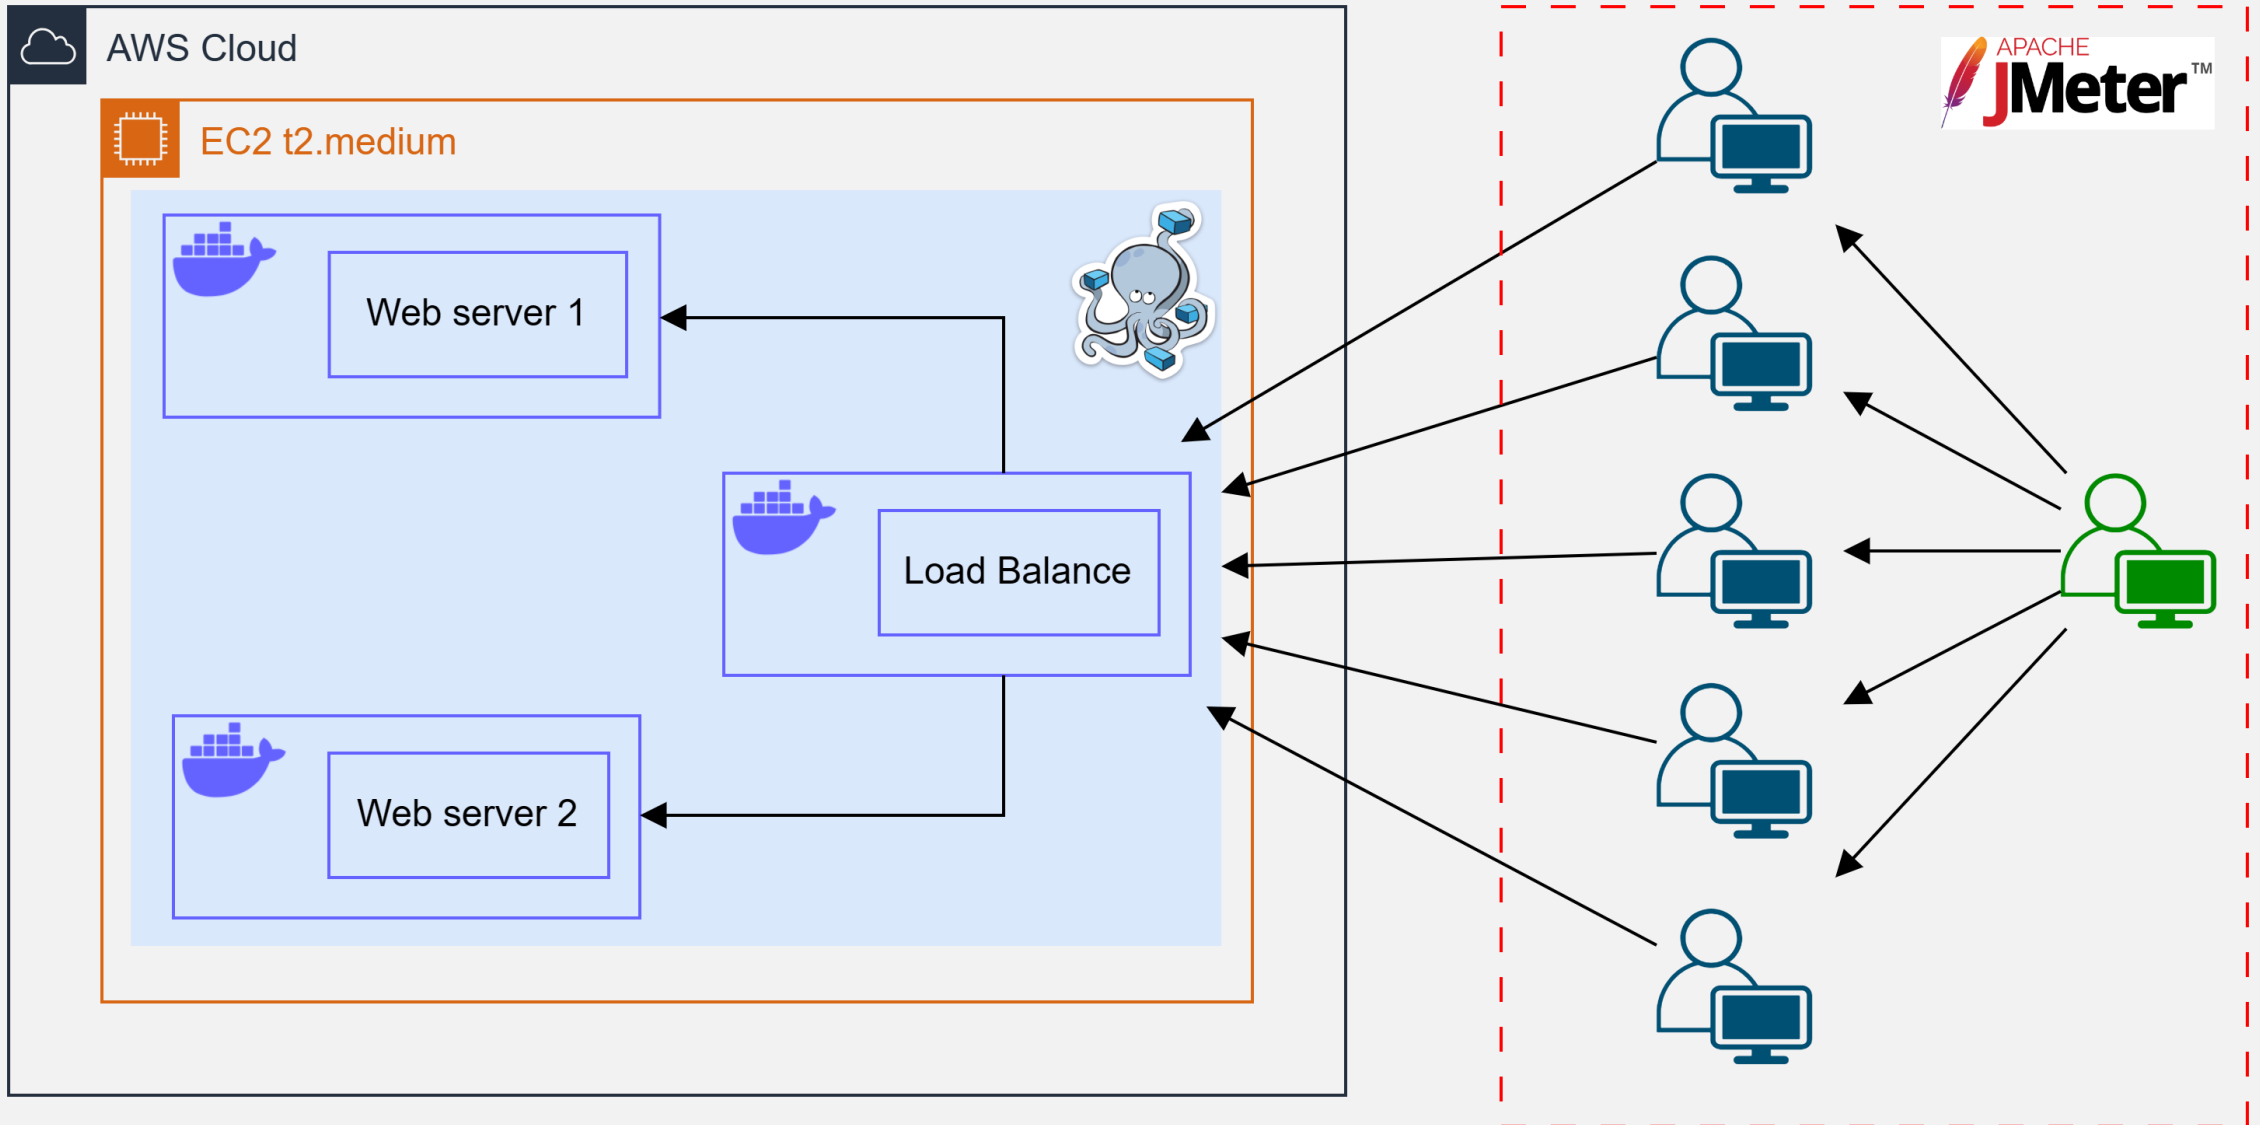 AWS Cloud
EC2 t2.medium
Web server 1
Load Balance
Web server 2
APACHE
JMeter™